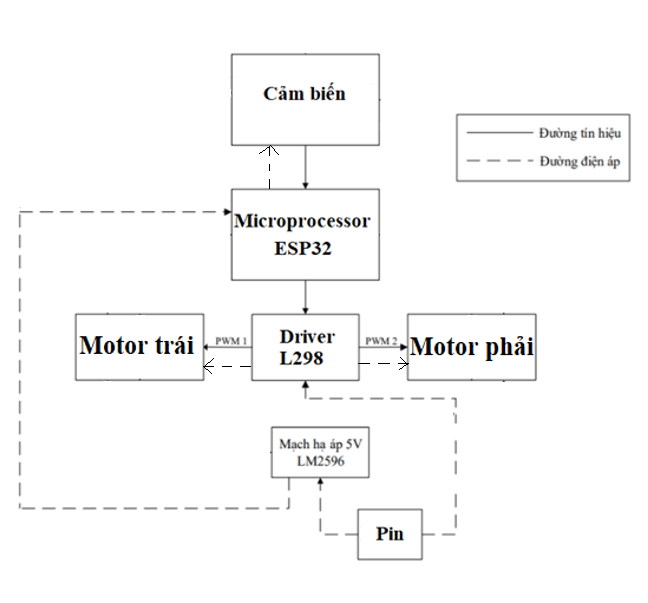 Cảm biến
Đường tín hiệu
Đường điện áp
Microprocessor
ESP32
Motor trái
PWM 1
Driver
L298
PWM 2
Motor phải
Mạch hạ áp 5V
LM2596
Pin